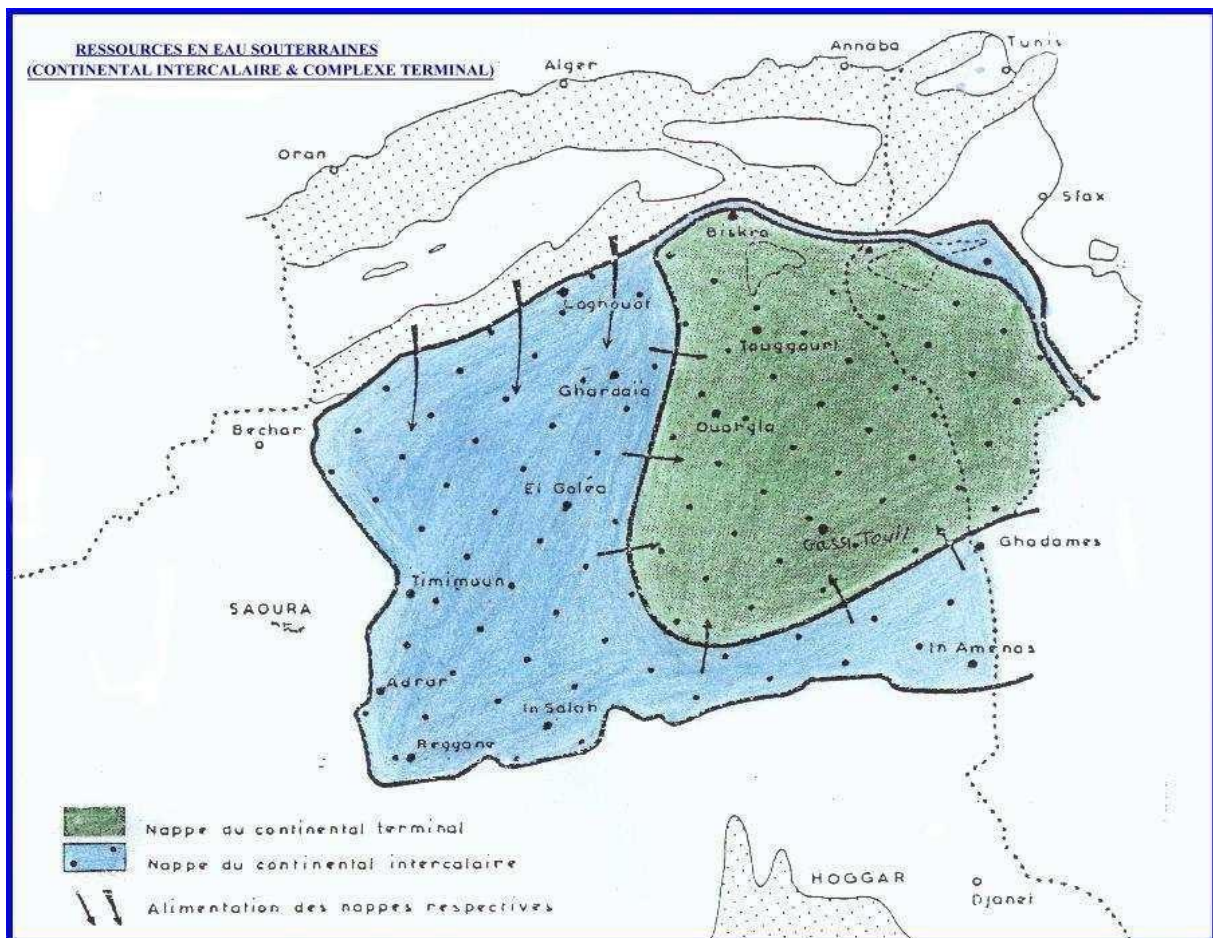 RESSOURCES EN EAU SOUTERRAINES
(CONTINENTAL INTERCALAIRE & COMPLEXE TERMINAL)
Annaba
Tunis
Alger
Oran
Sfax
Biskra
Laghouat
Touggourt
Ghardaia
Ouargla
Bechar
El Goléa
Gassi Touil
Ghadames
Timimoun
SAOURA
In Amenas
Adrar
In Salah
Reggane
Nappe du continental terminal
Nappe du continental intercalaire
Alimentation des nappes respectives
HOGGAR
Djanet